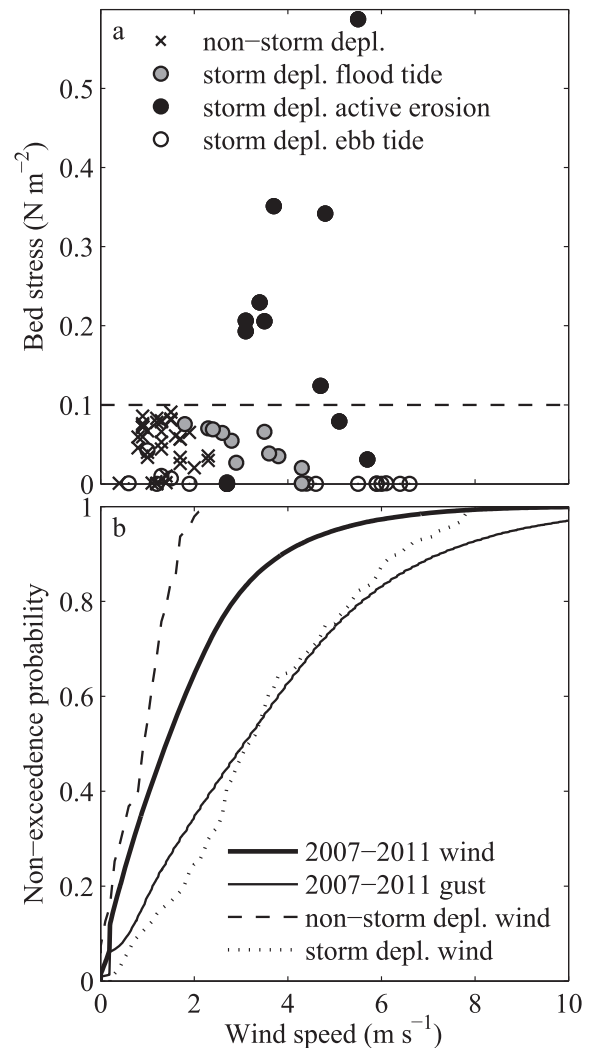 a
non−storm depl.
storm depl. flood tide
storm depl. active erosion
storm depl. ebb tide
Bed stress (N m−2)
0.5
0.4
0.3
0.2
0.1
0
b
Non−exceedence probability
1
0.8
0.6
0.4
0.2
0
2007−2011 wind
2007−2011 gust
non−storm depl. wind
storm depl. wind
0 2 4 6 8 10
Wind speed (m s−1)